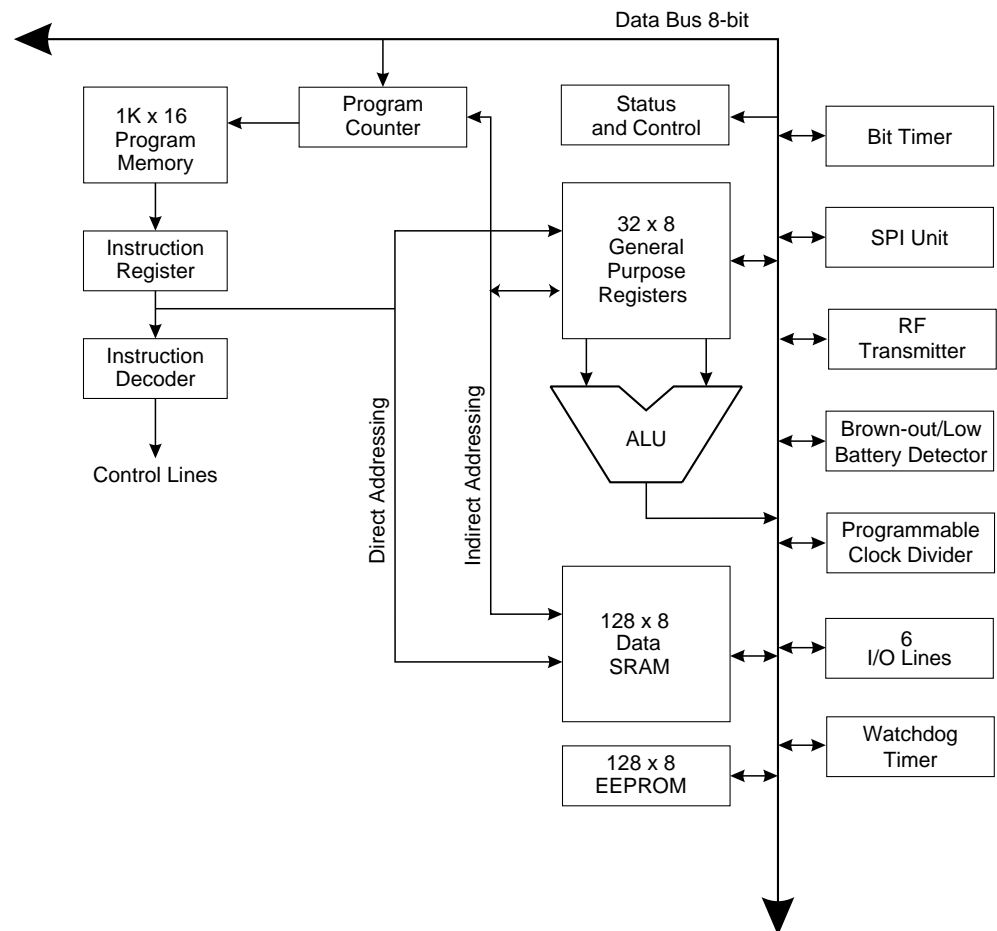 Data Bus 8-bit
1K x 16
Program
Memory
Program
Counter
Status
and Control
Bit Timer
Instruction
Register
32 x 8
General
Purpose
Registers
SPI Unit
Instruction
Decoder
RF
Transmitter
Control Lines
Direct Addressing
Indirect Addressing
ALU
Brown-out/Low
Battery Detector
Programmable
Clock Divider
128 x 8
Data
SRAM
6
I/O Lines
128 x 8
EEPROM
Watchdog
Timer